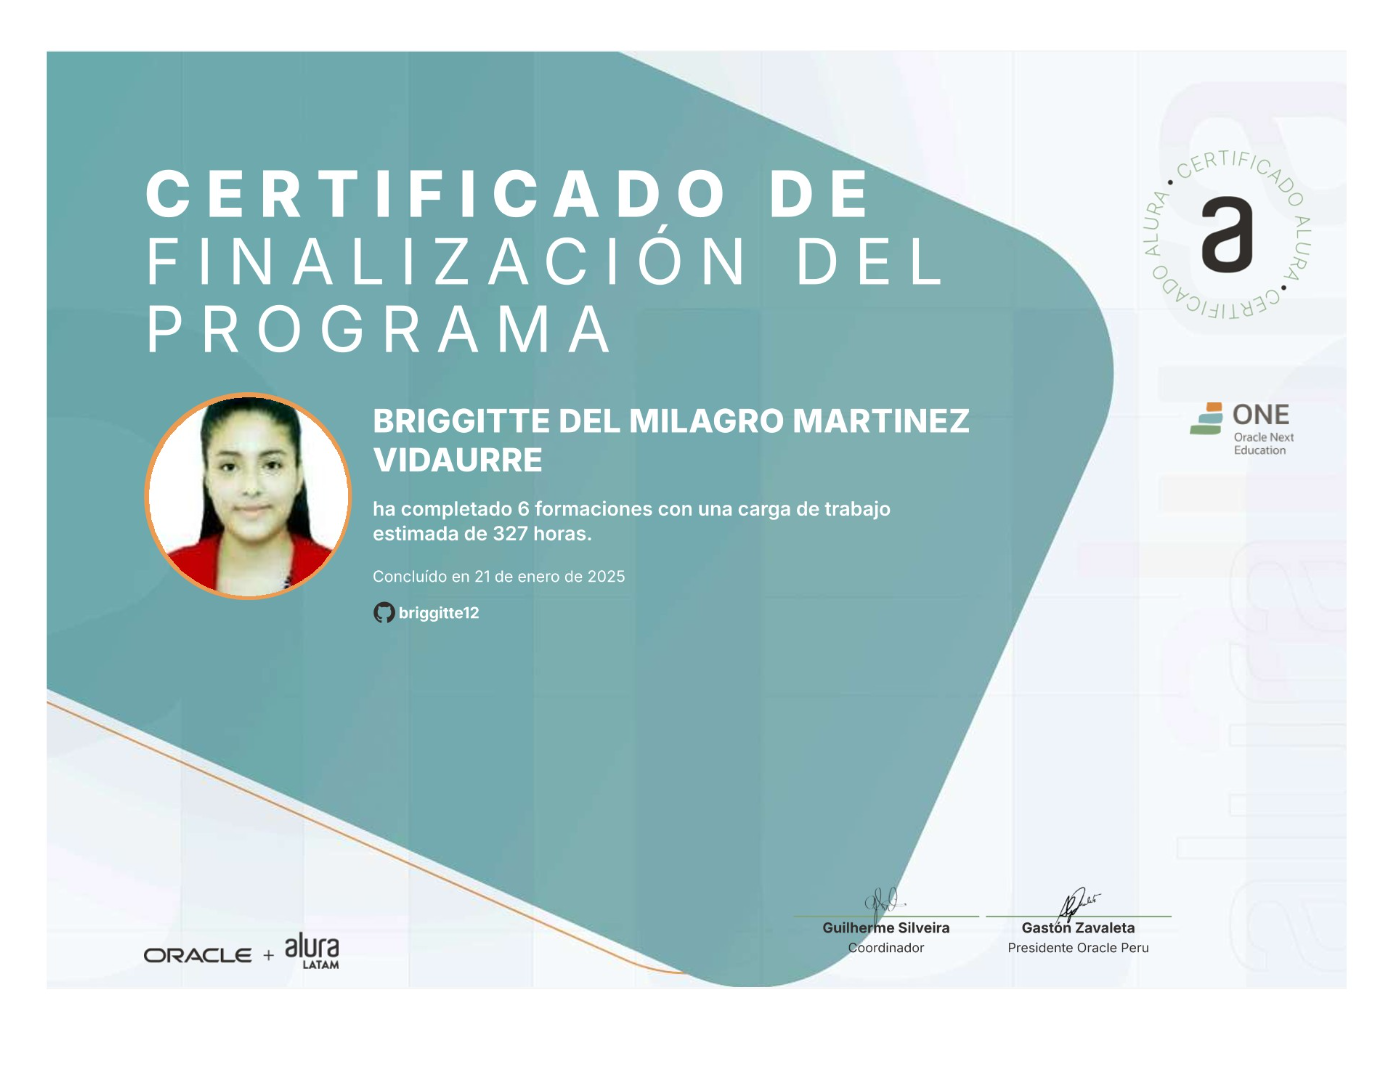 CERTIFICADO DE
FINALIZACIÓN DEL
PROGRAMA
CERTIFICADO ALURA • CERTIFICADO ALURA •
a
ONE
Oracle Next
Education
BRIGGITTE DEL MILAGRO MARTINEZ
VIDAURRE
ha completado 6 formaciones con una carga de trabajo
estimada de 327 horas.
Concluído en 21 de enero de 2025
briggitte12
Guilherme Silveira
Coordinador
Gastón Zavaleta
Presidente Oracle Peru
ORACLE + alura
LATAM